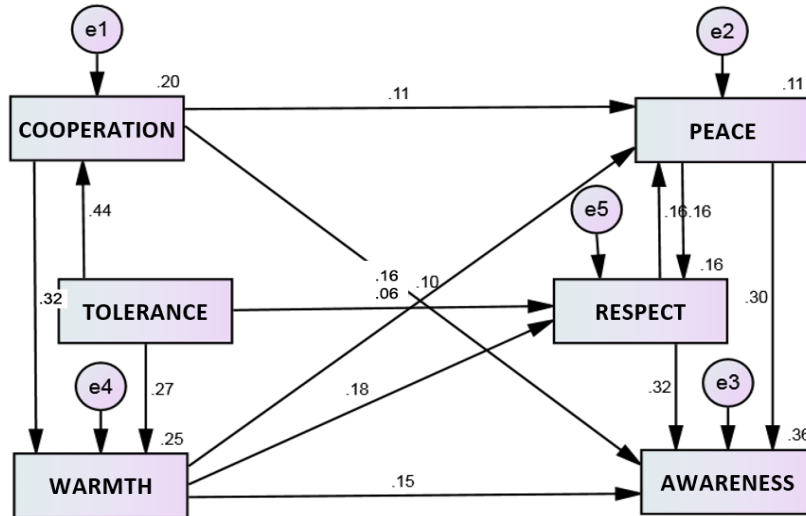 e1
e2
.20
.11
.11
COOPERATION
PEACE
e5
.44
.16
.16
.16
.16
.10
.32
.06
.30
TOLERANCE
RESPECT
e4
.27
.18
.32
e3
.25
.36
WARMTH
.15
AWARENESS